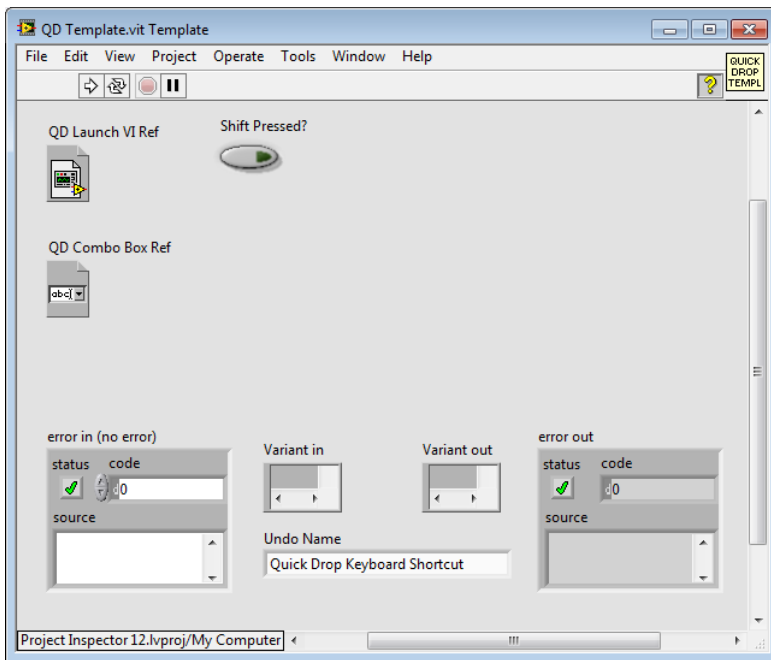 QD Template.vit Template
File Edit View Project Operate Tools Window Help
?
QUICK
DROP
TEMPL
QD Launch VI Ref
Shift Pressed?
QD Combo Box Ref
abc
error in (no error)
status code
d0
source
Variant in
Variant out
Undo Name
Quick Drop Keyboard Shortcut
error out
status code
d0
source
Project Inspector 12.lvproj/My Computer